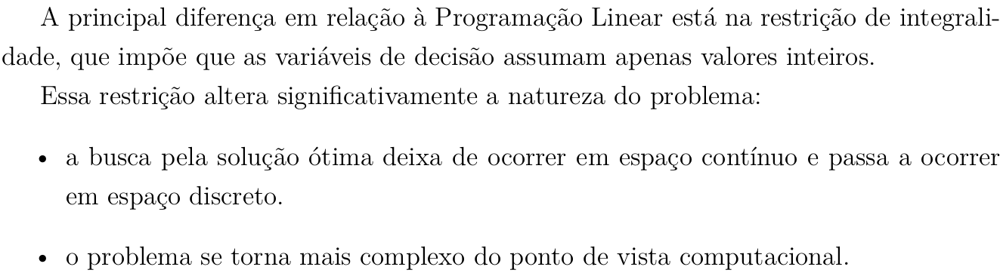 A principal diferença em relação à Programação Linear está na restrição de integrali-
dade, que impõe que as variáveis de decisão assumam apenas valores inteiros.
Essa restrição altera significativamente a natureza do problema:
• a busca pela solução ótima deixa de ocorrer em espaço contínuo e passa a ocorrer
em espaço discreto.
• o problema se torna mais complexo do ponto de vista computacional.